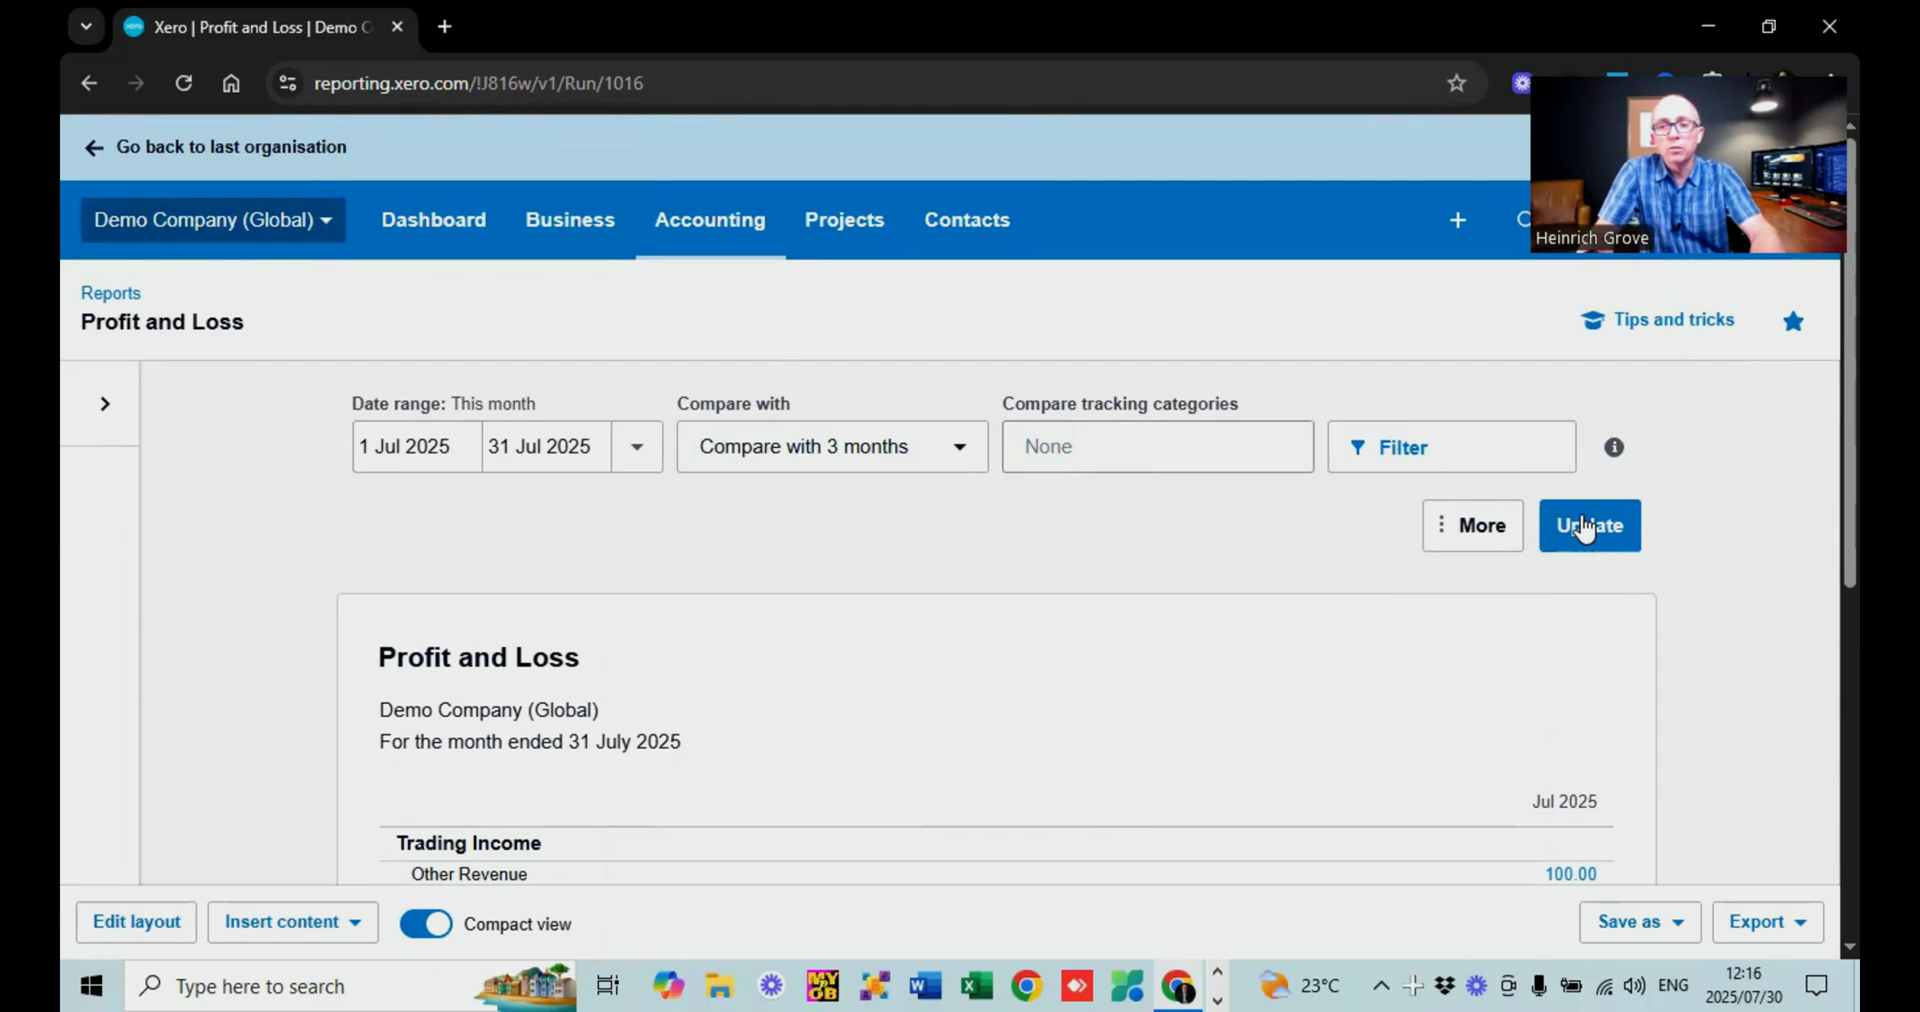 Xero | Profit and Loss | Demo C
reporting.xero.com/!J816w/v1/Run/1016
Go back to last organisation
Demo Company (Global)
Dashboard
Business
Accounting
Projects
Contacts
Heinrich Grove
Reports
Profit and Loss
Tips and tricks
Date range: This month
Compare with
Compare tracking categories
1 Jul 2025
31 Jul 2025
Compare with 3 months
None
Filter
More
Update
Profit and Loss
Demo Company (Global)
For the month ended 31 July 2025
Jul 2025
Trading Income
Other Revenue
100.00
Edit layout
Insert content
Compact view
Save as
Export
Type here to search
MYOB
23°C
ENG
12:16
2025/07/30